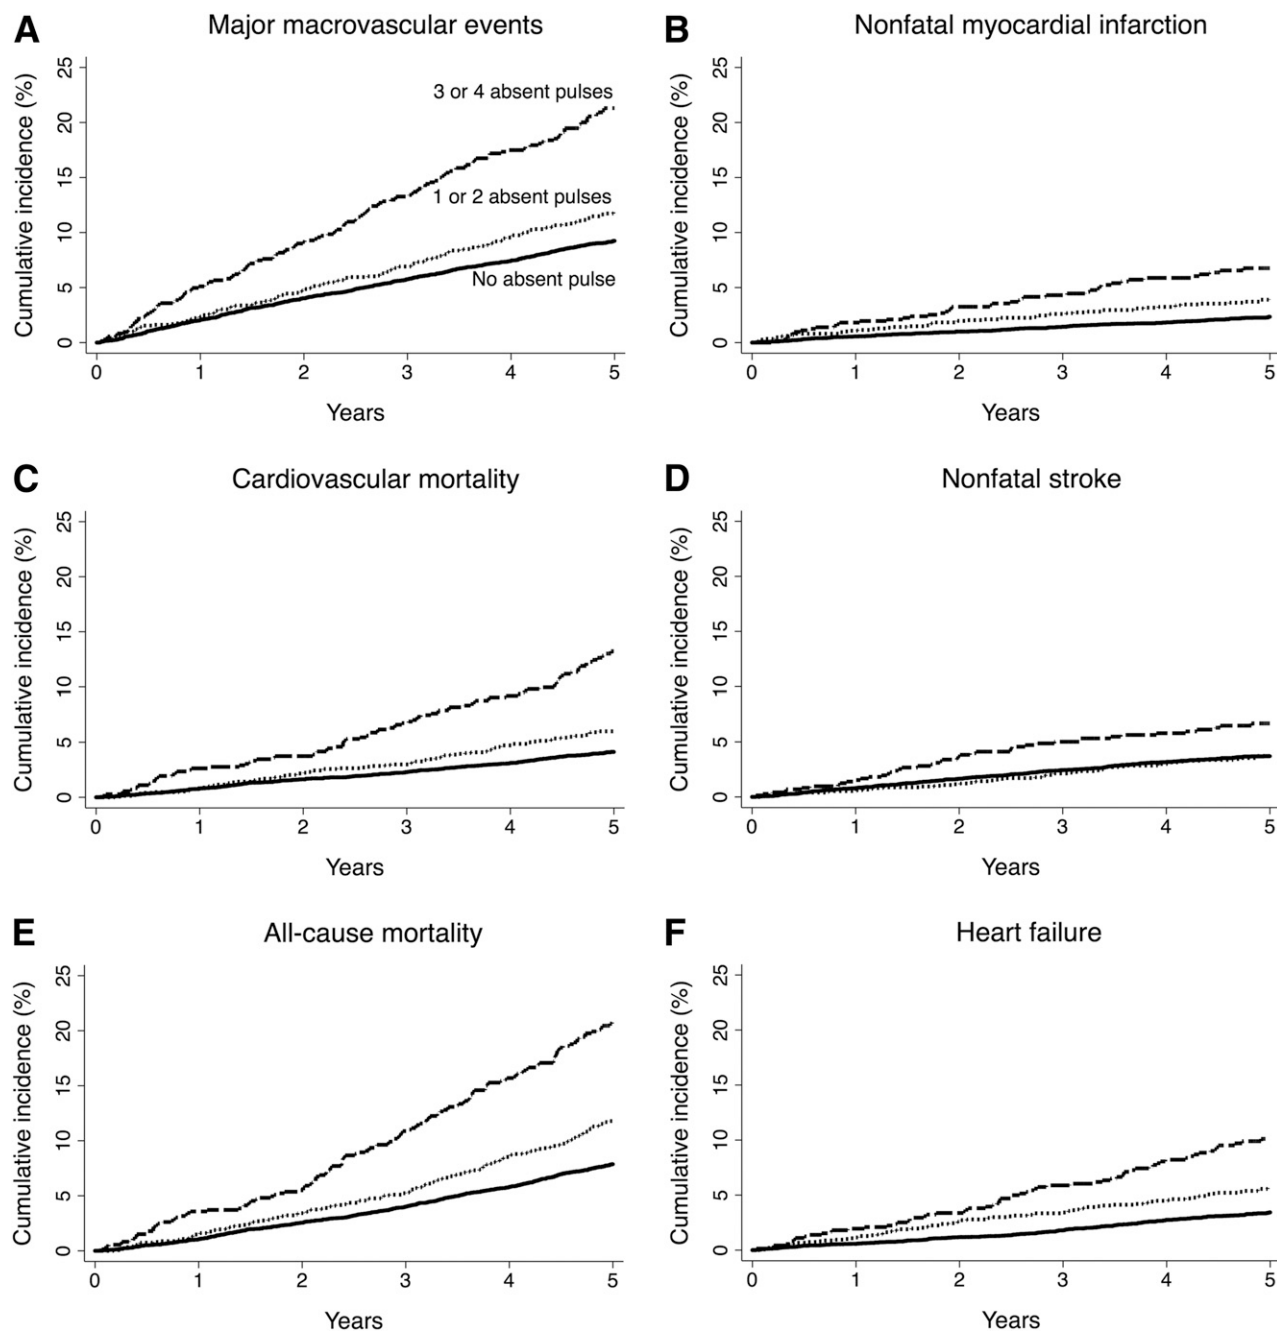 A Major macrovascular events
Cumulative incidence (%)
25
20
15
10
5
0
3 or 4 absent pulses
1 or 2 absent pulses
No absent pulse
0 1 2 3 4 5
Years
B Nonfatal myocardial infarction
Cumulative incidence (%)
25
20
15
10
5
0
0 1 2 3 4 5
Years
C Cardiovascular mortality
Cumulative incidence (%)
25
20
15
10
5
0
0 1 2 3 4 5
Years
D Nonfatal stroke
Cumulative incidence (%)
25
20
15
10
5
0
0 1 2 3 4 5
Years
E All-cause mortality
Cumulative incidence (%)
25
20
15
10
5
0
0 1 2 3 4 5
Years
F Heart failure
Cumulative incidence (%)
25
20
15
10
5
0
0 1 2 3 4 5
Years